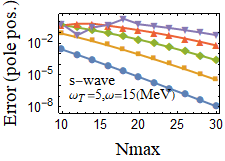 Error (pole pos.)
10^-2
10^-5
10^-8
s-wave
ω_T=5,ω=15(MeV)
10 15 20 25 30
Nmax